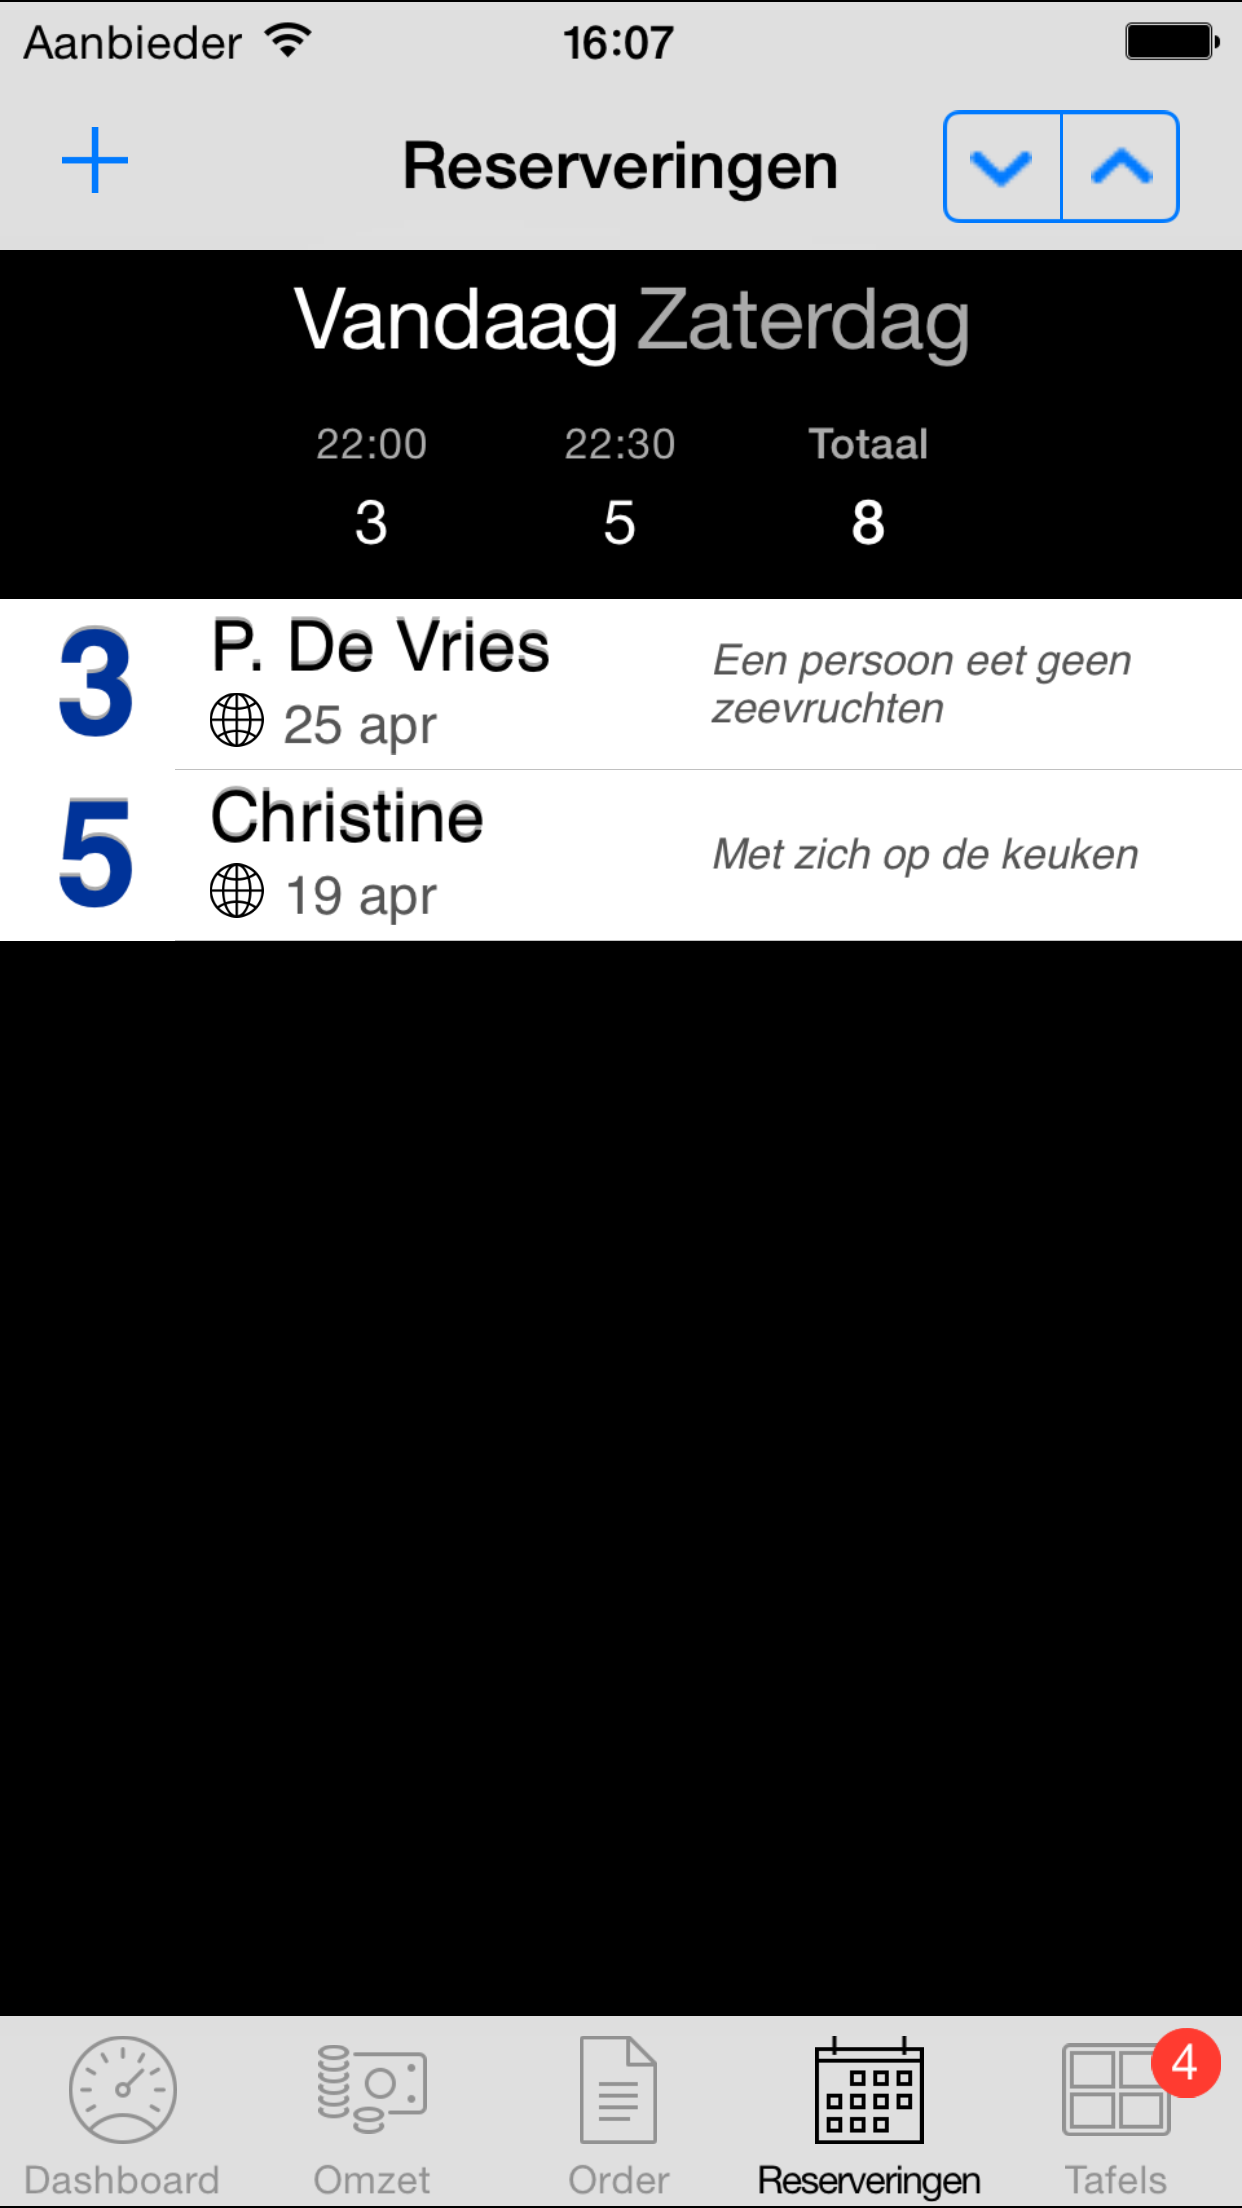 Aanbieder 16:07
Reserveringen
Vandaag Zaterdag
22:00 22:30 Totaal
3 5 8
3 P. De Vries
25 apr
Een persoon eet geen
zeevruchten
5 Christine
19 apr
Met zich op de keuken
4
Dashboard Omzet Order Reserveringen Tafels